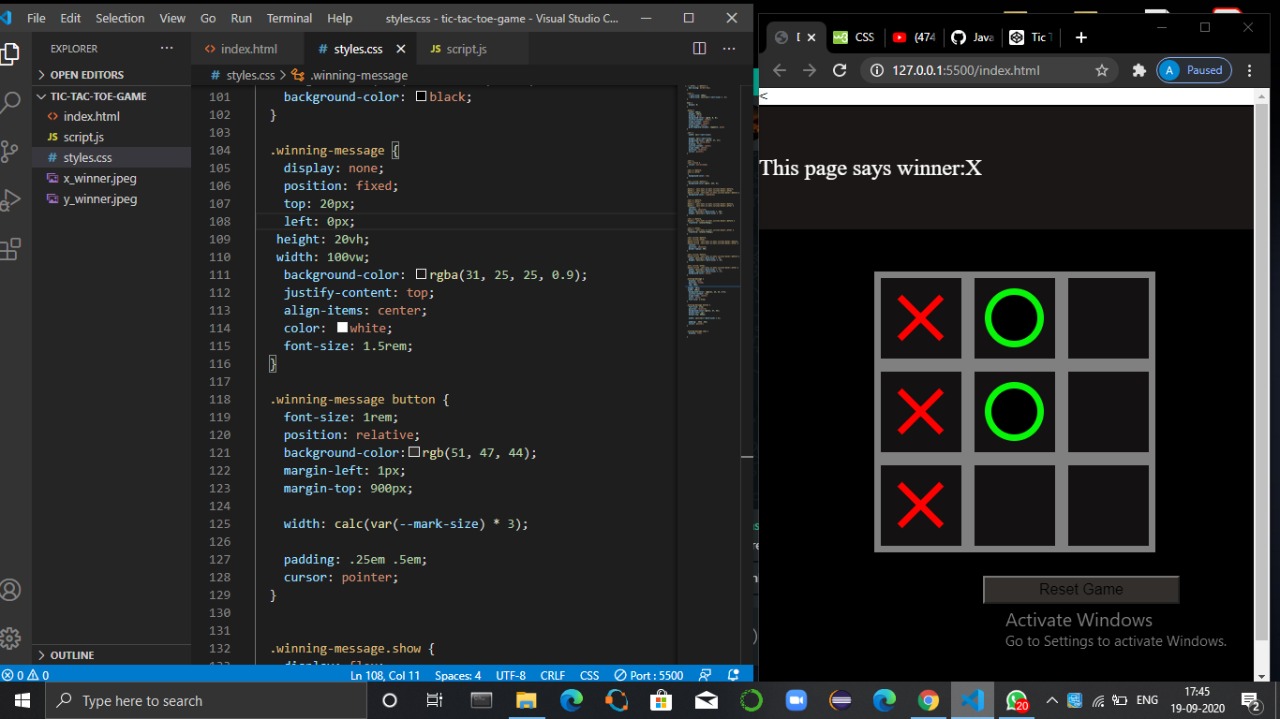 File Edit Selection View Go Run Terminal Help styles.css - tic-tac-toe-game - Visual Studio C...
EXPLORER
OPEN EDITORS
TIC-TAC-TOE-GAME
index.html
script.js
styles.css
x_winner.jpeg
y_winner.jpeg
OUTLINE
index.html styles.css script.js
styles.css > .winning-message
101 background-color: black;
102 }
103
104 .winning-message {
105 display: none;
106 position: fixed;
107 top: 20px;
108 left: 0px;
109 height: 20vh;
110 width: 100vw;
111 background-color: rgba(31, 25, 25, 0.9);
112 justify-content: top;
113 align-items: center;
114 color: white;
115 font-size: 1.5rem;
116 }
117
118 .winning-message button {
119 font-size: 1rem;
120 position: relative;
121 background-color: rgb(51, 47, 44);
122 margin-left: 1px;
123 margin-top: 900px;
124
125 width: calc(var(--mark-size) * 3);
126
127 padding: .25em .5em;
128 cursor: pointer;
129 }
130
131
132 .winning-message.show {
0 0 Ln 108, Col 11 Spaces: 4 UTF-8 CRLF CSS Port : 5500
CSS (474 Java Tic T
127.0.0.1:5500/index.html A Paused
<
This page says winner:X
Reset Game
Activate Windows
Go to Settings to activate Windows.
Type here to search
20 ENG 17:45 2
19-09-2020